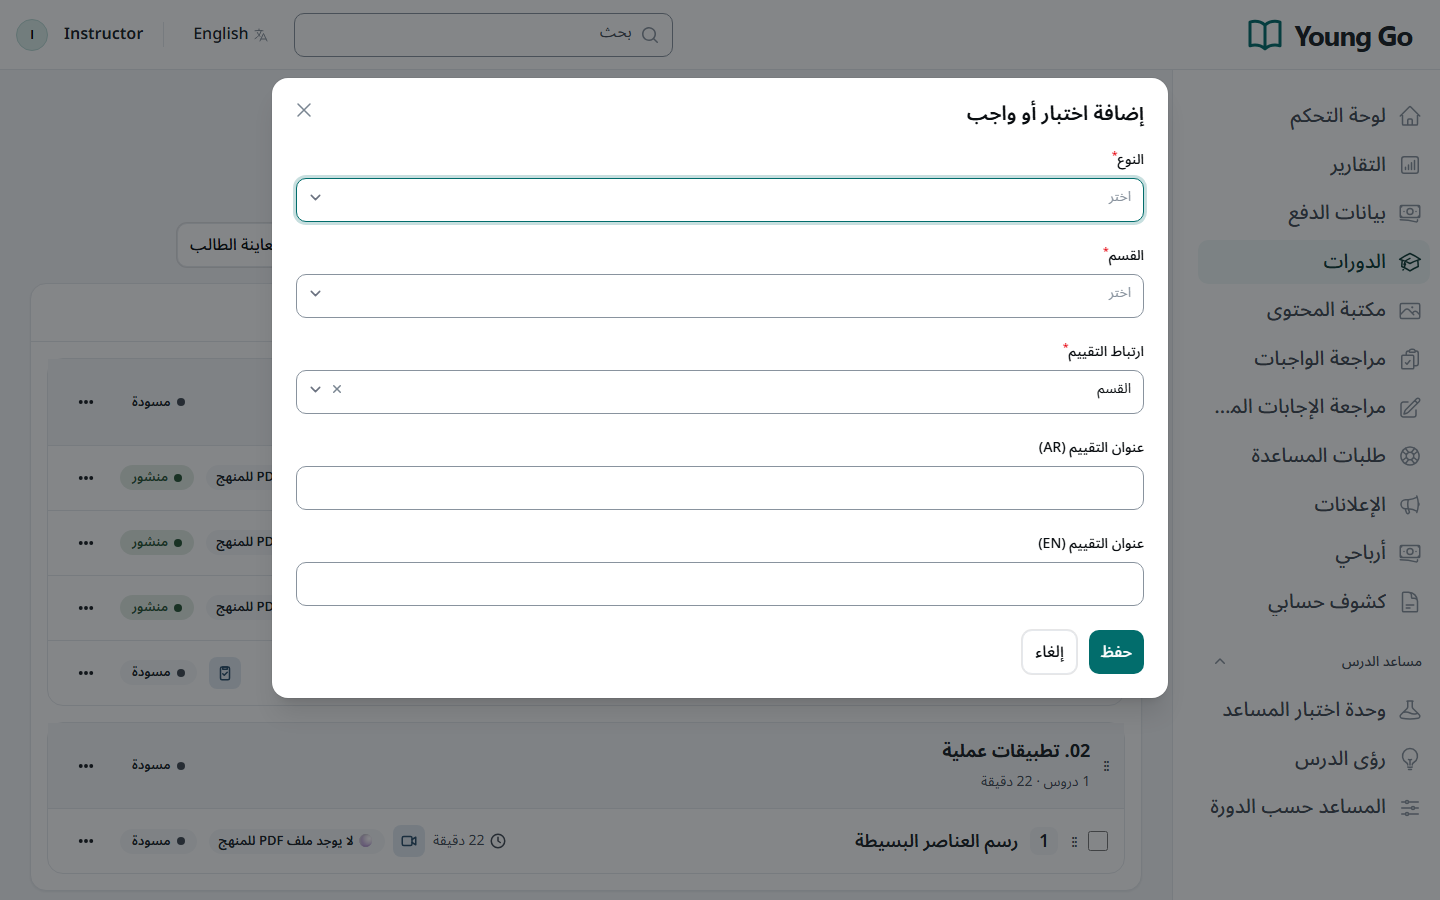 Young Go
بحث
English
Instructor
I
لوحة التحكم
التقارير
بيانات الدفع
الدورات
مكتبة المحتوى
مراجعة الواجبات
مراجعة الإجابات الم...
طلبات المساعدة
الإعلانات
أرباحي
كشوف حسابي
مساعد الدرس
وحدة اختبار المساعد
رؤى الدرس
المساعد حسب الدورة
إضافة اختبار أو واجب
النوع*
اختر
القسم*
اختر
ارتباط التقييم*
القسم
عنوان التقييم (AR)
عنوان التقييم (EN)
حفظ
إلغاء
عاينة الطالب
مسودة
PD للمنهج
منشور
PD للمنهج
منشور
PD للمنهج
منشور
مسودة
02. تطبيقات عملية
1 دروس · 22 دقيقة
مسودة
1
رسم العناصر البسيطة
22 دقيقة
لا يوجد ملف PDF للمنهج
مسودة